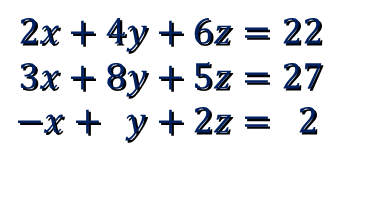 2x + 4y + 6z = 22
3x + 8y + 5z = 27
−x + y + 2z = 2